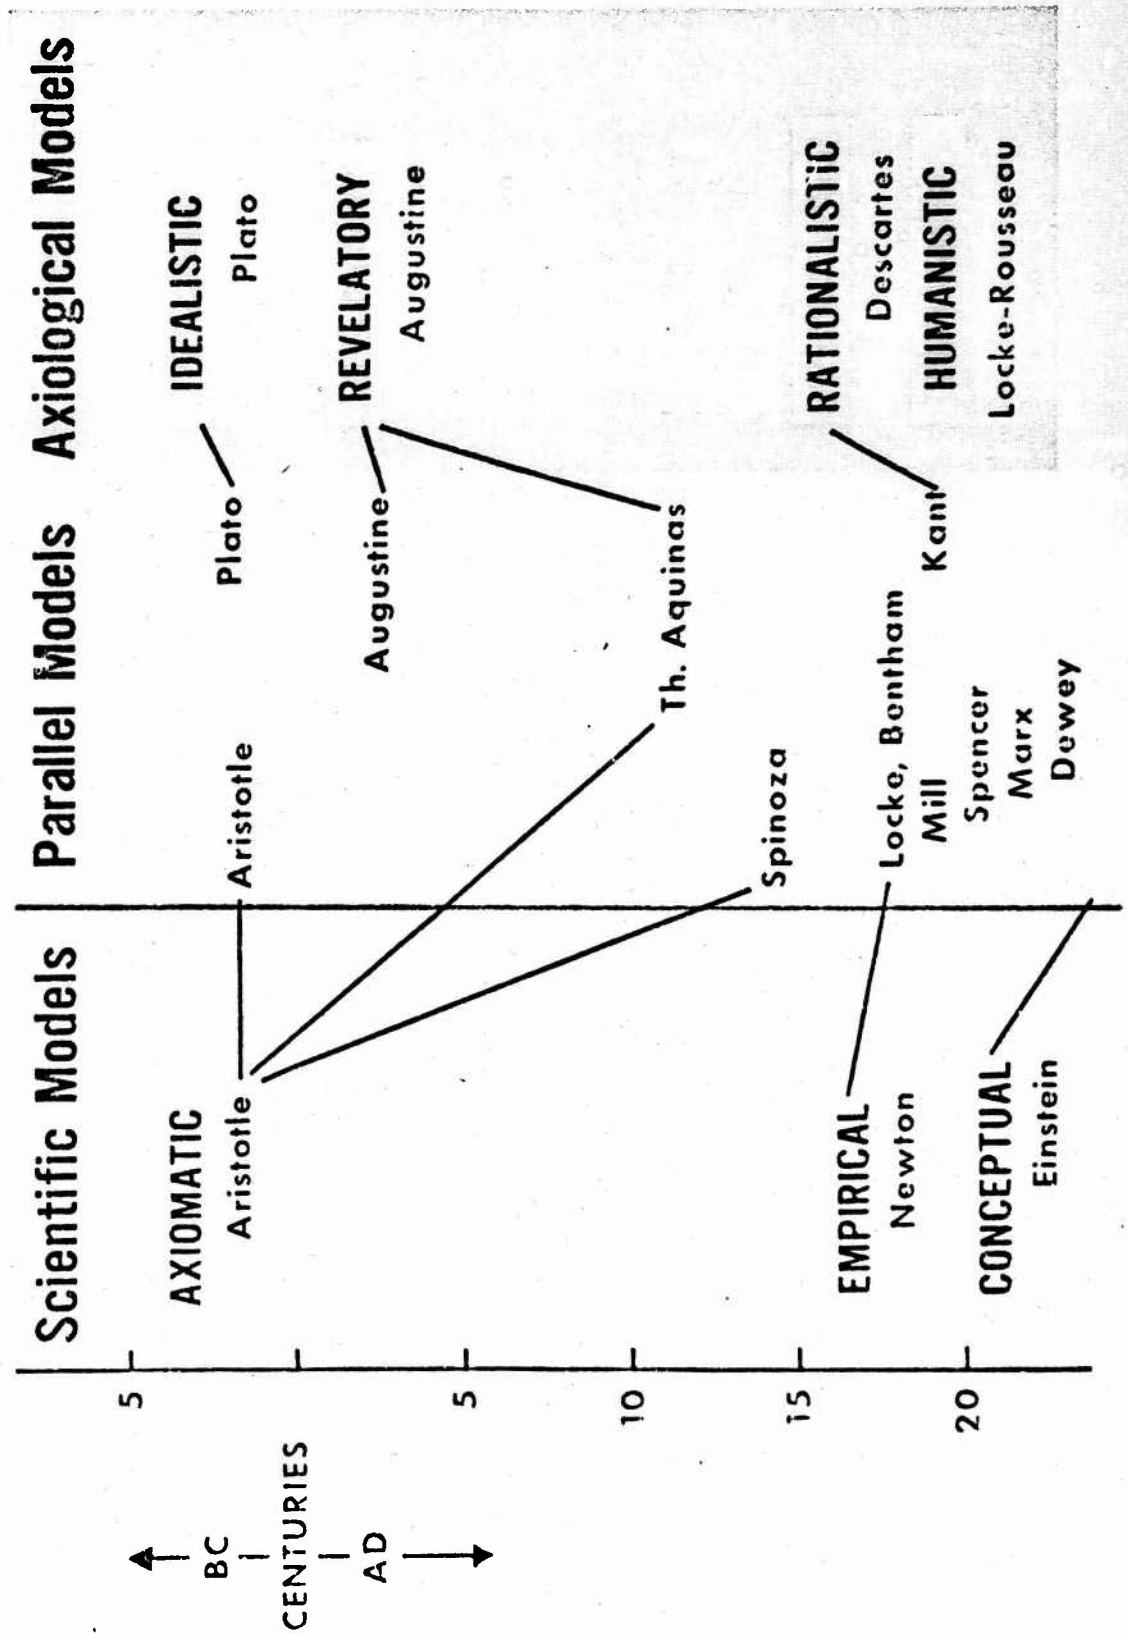 Scientific Models   Parallel Models   Axiological Models
5
AXIOMATIC   IDEALISTIC
BC   Aristotle   Aristotle   Plato   Plato
CENTURIES
AD   REVELATORY
Augustine   Augustine
5
10
Th. Aquinas
15
Spinoza
RATIONALISTIC
EMPIRICAL   Descartes
Newton   Locke, Bentham
Mill   Kant   HUMANISTIC
20
CONCEPTUAL   Spencer   Locke-Rousseau
Einstein   Marx
Dewey